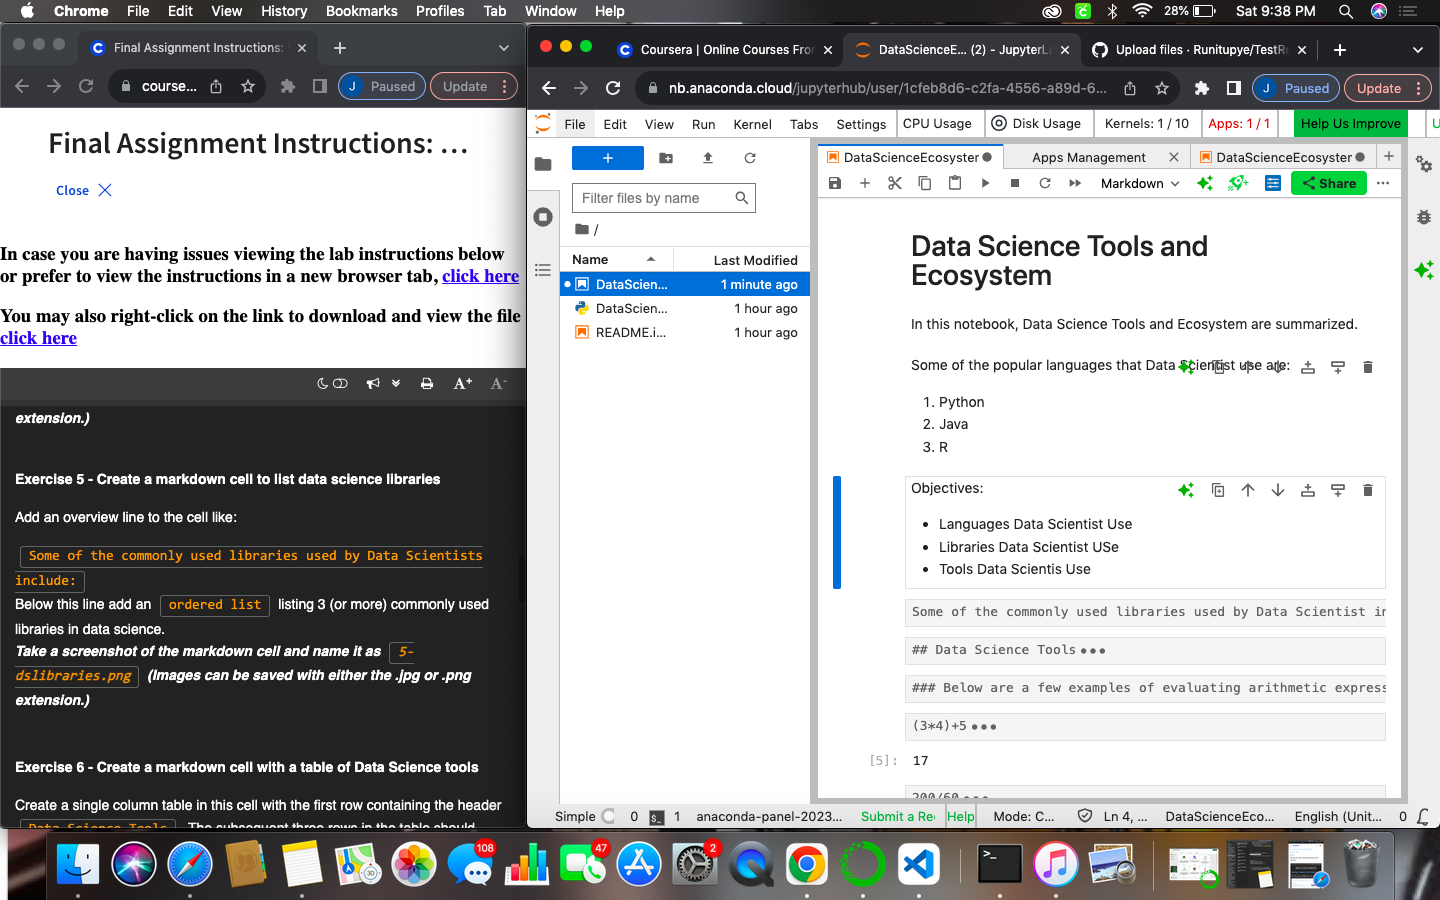 Chrome File Edit View History Bookmarks Profiles Tab Window Help 28% Sat 9:38 PM
Final Assignment Instructions:
course... J Paused Update
Final Assignment Instructions: ...
Close
In case you are having issues viewing the lab instructions below
or prefer to view the instructions in a new browser tab, click here
You may also right-click on the link to download and view the file
click here
A+ A-
extension.)
Exercise 5 - Create a markdown cell to list data science libraries
Add an overview line to the cell like:
Some of the commonly used libraries used by Data Scientists
include:
Below this line add an ordered list listing 3 (or more) commonly used
libraries in data science.
Take a screenshot of the markdown cell and name it as 5-
dslibraries.png (Images can be saved with either the .jpg or .png
extension.)
Exercise 6 - Create a markdown cell with a table of Data Science tools
Create a single column table in this cell with the first row containing the header
Data Science Tools. The subsequent three rows in the table should
Coursera | Online Courses Fror DataScienceE... (2) - JupyterLa Upload files · Runitupye/TestRe
nb.anaconda.cloud/jupyterhub/user/1cfeb8d6-c2fa-4556-a89d-6... J Paused Update
File Edit View Run Kernel Tabs Settings CPU Usage Disk Usage Kernels: 1 / 10 Apps: 1 / 1 Help Us Improve U
+
Filter files by name
/
Name Last Modified
DataScien... 1 minute ago
DataScien... 1 hour ago
README.i... 1 hour ago
DataScienceEcosyster Apps Management DataScienceEcosyster
Markdown Share
Data Science Tools and
Ecosystem
In this notebook, Data Science Tools and Ecosystem are summarized.
Some of the popular languages that Data Scientist use are:
1. Python
2. Java
3. R
Objectives:
• Languages Data Scientist Use
• Libraries Data Scientist USe
• Tools Data Scientis Use
Some of the commonly used libraries used by Data Scientist in
## Data Science Tools
### Below are a few examples of evaluating arithmetic express
(3*4)+5
[5]: 17
200/60
Simple 0 1 anaconda-panel-2023... Submit a Re Help Mode: C... Ln 4, ... DataScienceEco... English (Unit... 0
108 47 2
30